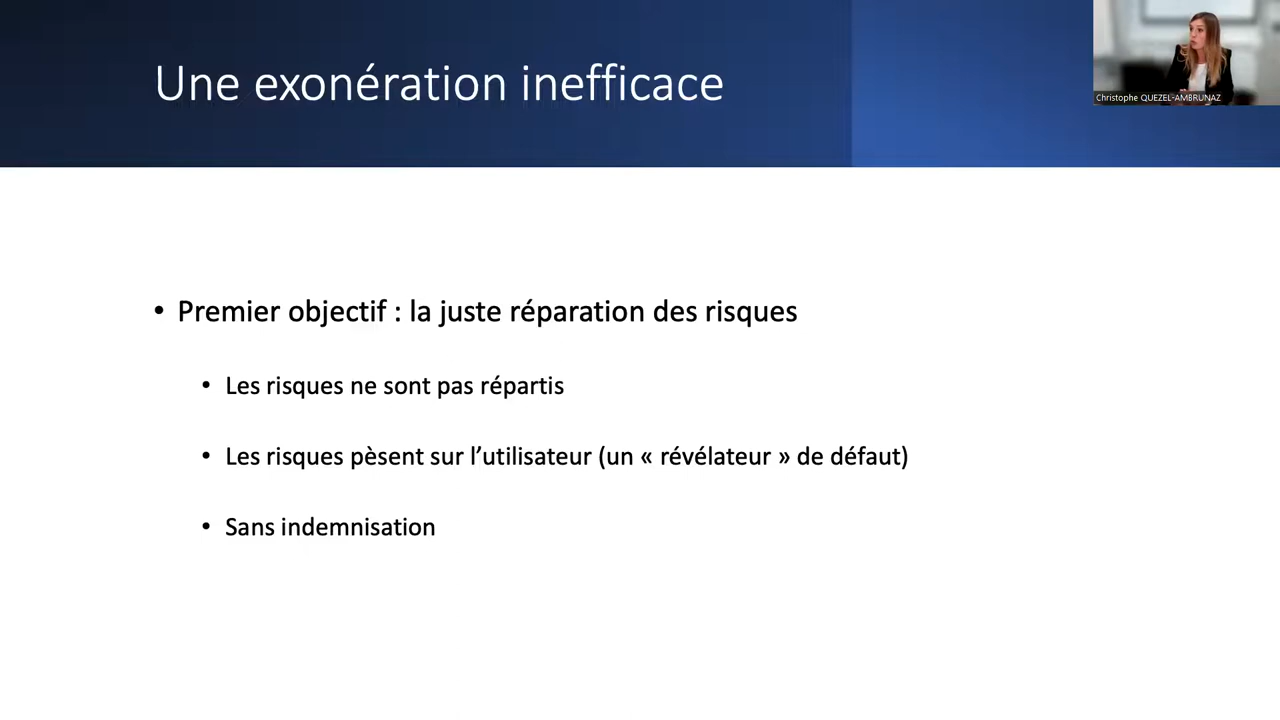 Une exonération inefficace
Christophe QUEZEL-AMBRUNAZ
• Premier objectif : la juste réparation des risques
• Les risques ne sont pas répartis
• Les risques pèsent sur l’utilisateur (un « révélateur » de défaut)
• Sans indemnisation